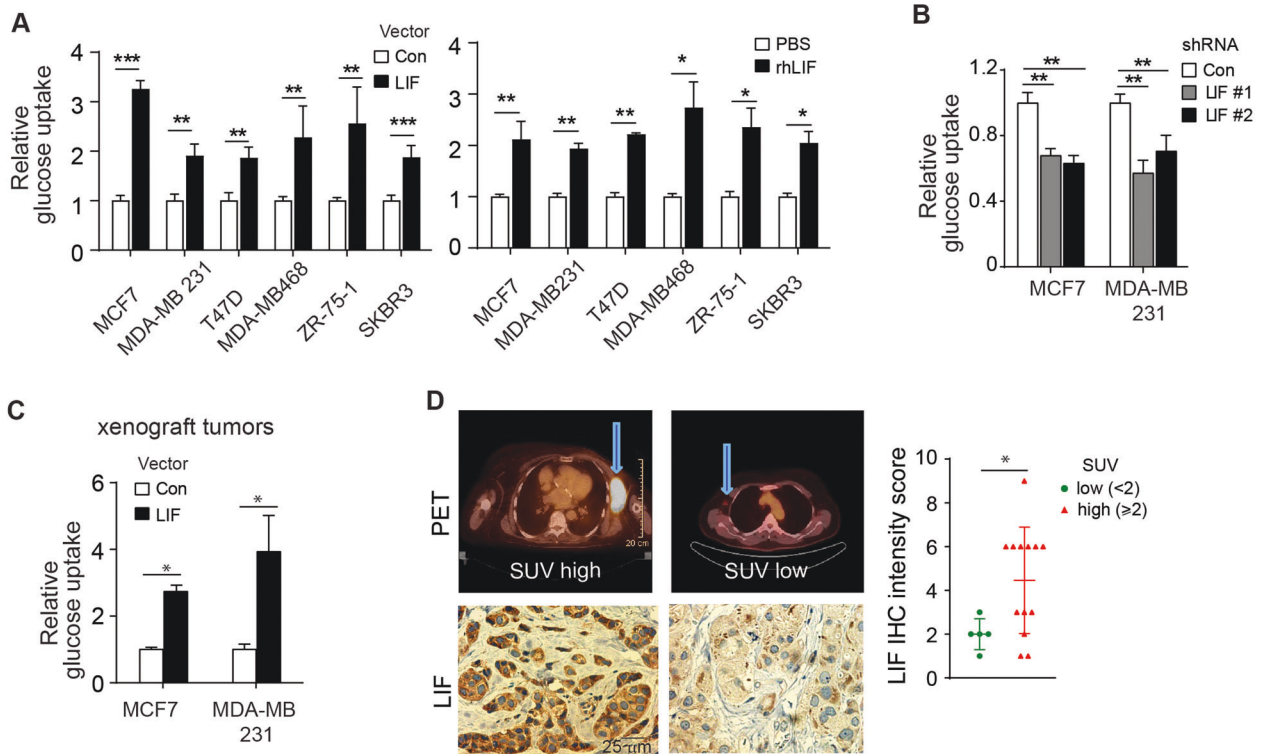 A
Relative
glucose uptake
4
3
2
1
0
Vector
Con
LIF
***
**
**
**
**
***
MCF7
MDA-MB 231
T47D
MDA-MB468
ZR-75-1
SKBR3
4
3
2
1
0
PBS
rhLIF
**
**
**
*
*
*
MCF7
MDA-MB231
T47D
MDA-MB468
ZR-75-1
SKBR3
B
Relative
glucose uptake
1.2
0.8
0.4
0
shRNA
Con
LIF #1
LIF #2
**
**
**
**
MCF7
MDA-MB
231
C
xenograft tumors
Vector
Con
LIF
Relative
glucose uptake
6
4
2
0
*
*
MCF7
MDA-MB
231
D
PET
20 cm
SUV high
SUV low
LIF
25 μm
LIF IHC intensity score
10
8
6
4
2
0
*
SUV
low (<2)
high (≥2)